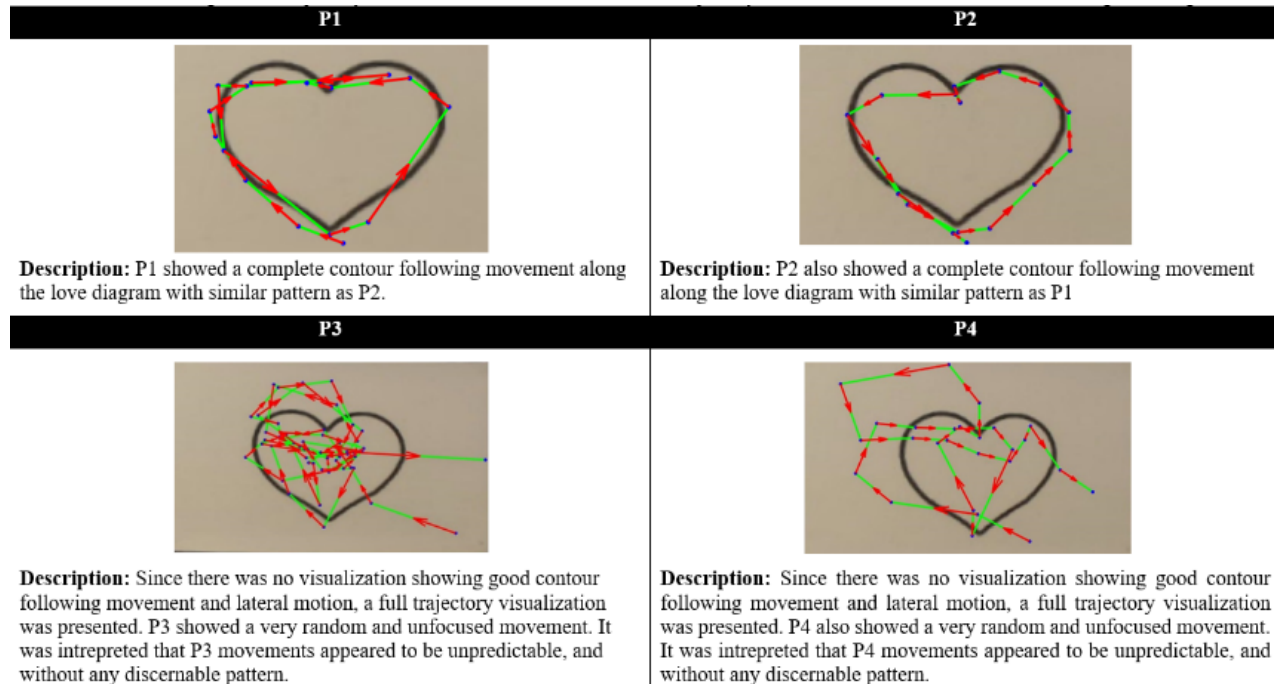 P1
P2
Description: P1 showed a complete contour following movement along
the love diagram with similar pattern as P2.
Description: P2 also showed a complete contour following movement
along the love diagram with similar pattern as P1
P3
P4
Description: Since there was no visualization showing good contour
following movement and lateral motion, a full trajectory visualization
was presented. P3 showed a very random and unfocused movement. It
was intrepreted that P3 movements appeared to be unpredictable, and
without any discernable pattern.
Description: Since there was no visualization showing good contour
following movement and lateral motion, a full trajectory visualization
was presented. P4 also showed a very random and unfocused movement.
It was intrepreted that P4 movements appeared to be unpredictable, and
without any discernable pattern.